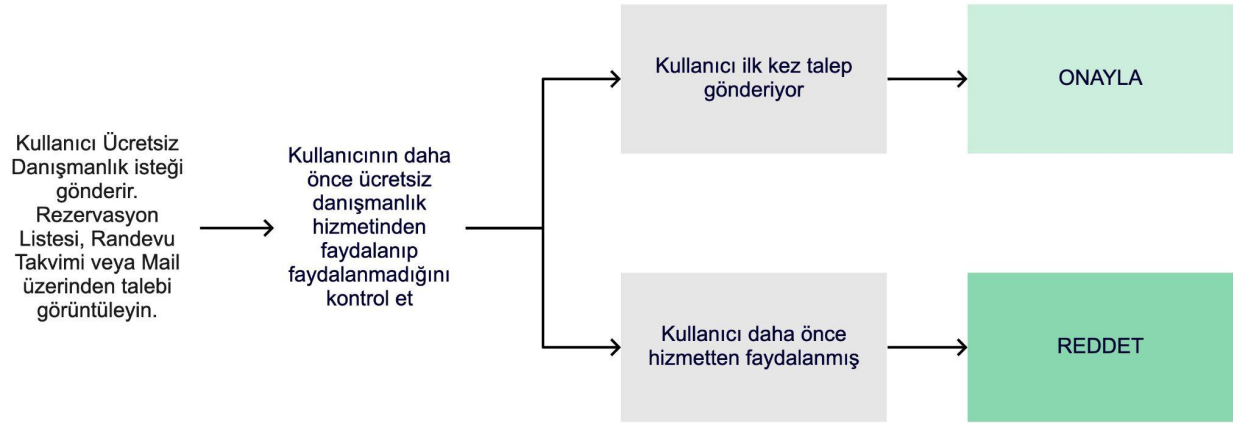 Kullanıcı Ücretsiz
Danışmanlık isteği
gönderir.
Rezervasyon
Listesi, Randevu
Takvimi veya Mail
üzerinden talebi
görüntüleyin.
Kullanıcının daha
önce ücretsiz
danışmanlık
hizmetinden
faydalanıp
faydalanmadığını
kontrol et
Kullanıcı ilk kez talep
gönderiyor
ONAYLA
Kullanıcı daha önce
hizmetten faydalanmış
REDDET